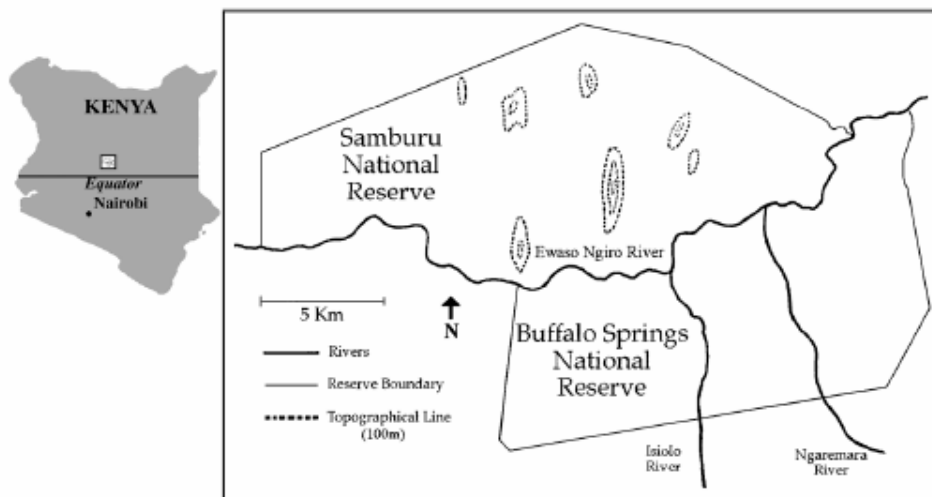 KENYA
Equator
Nairobi
Samburu
National
Reserve
Ewaso Ngiro River
5 Km
N
Buffalo Springs
National
Reserve
Rivers
Reserve Boundary
Topographical Line
(100m)
Isiolo
River
Ngaremara
River